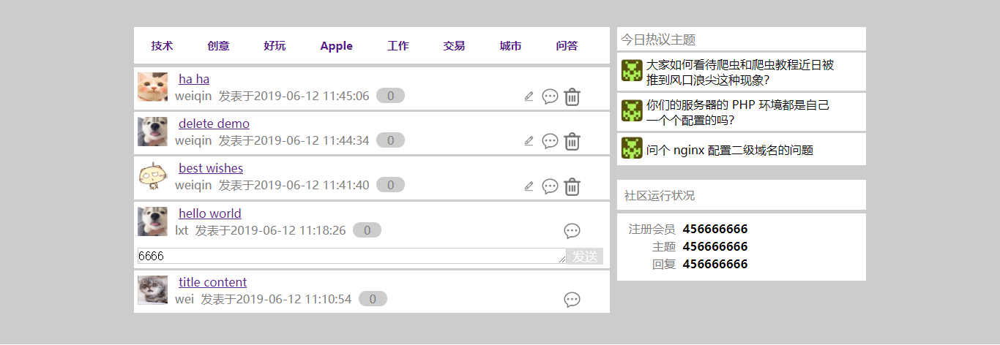 技术 创意 好玩 Apple 工作 交易 城市 问答
ha ha
weiqin 发表于2019-06-12 11:45:06 0
delete demo
weiqin 发表于2019-06-12 11:44:34 0
best wishes
weiqin 发表于2019-06-12 11:41:40 0
hello world
lxt 发表于2019-06-12 11:18:26 0
6666 发送
title content
wei 发表于2019-06-12 11:10:54 0
今日热议主题
大家如何看待爬虫和爬虫教程近日被
推到风口浪尖这种现象?
你们的服务器的 PHP 环境都是自己
一个个配置的吗?
问个 nginx 配置二级域名的问题
社区运行状况
注册会员 456666666
主题 456666666
回复 456666666